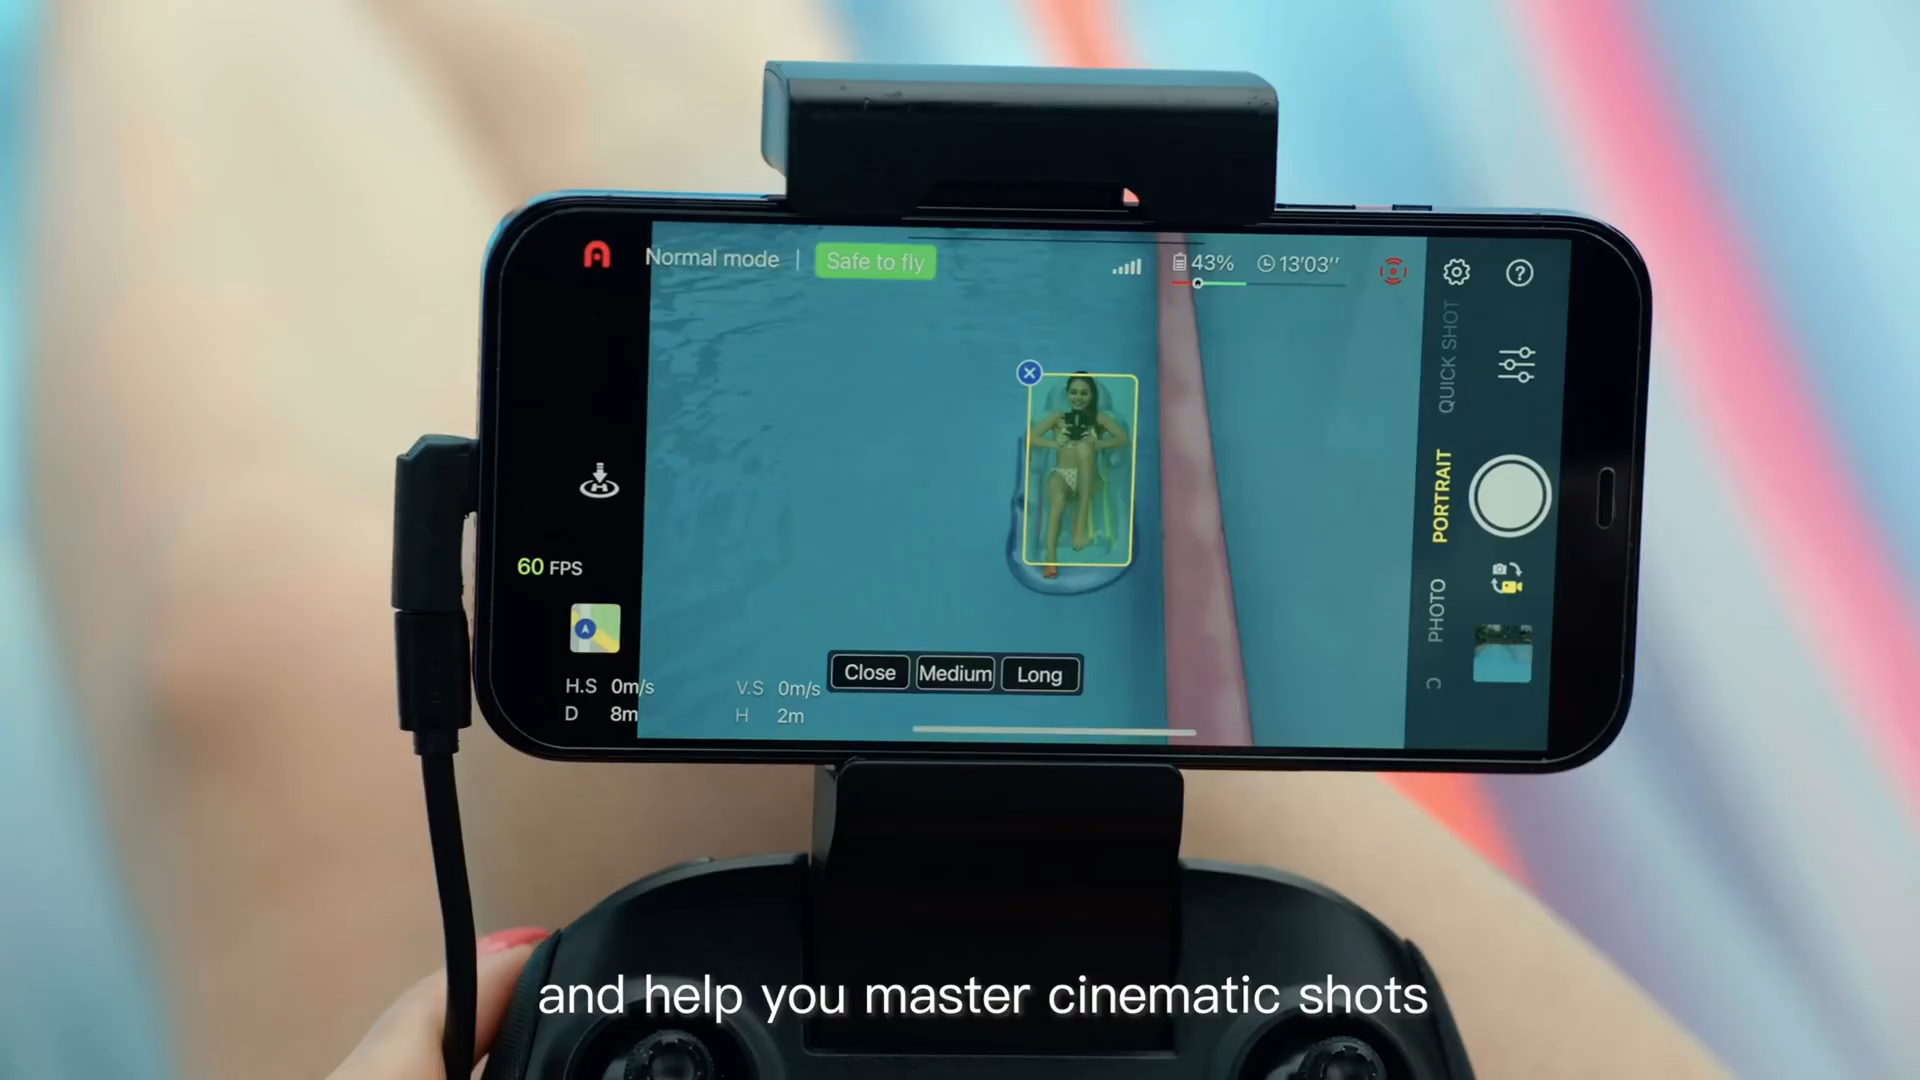 Normal mode | Safe to fly
43% 13'03''
QUICK SHOT
PORTRAIT
PHOTO
60 FPS
H.S 0m/s
D 8m
V.S 0m/s
H 2m
Close Medium Long
and help you master cinematic shots